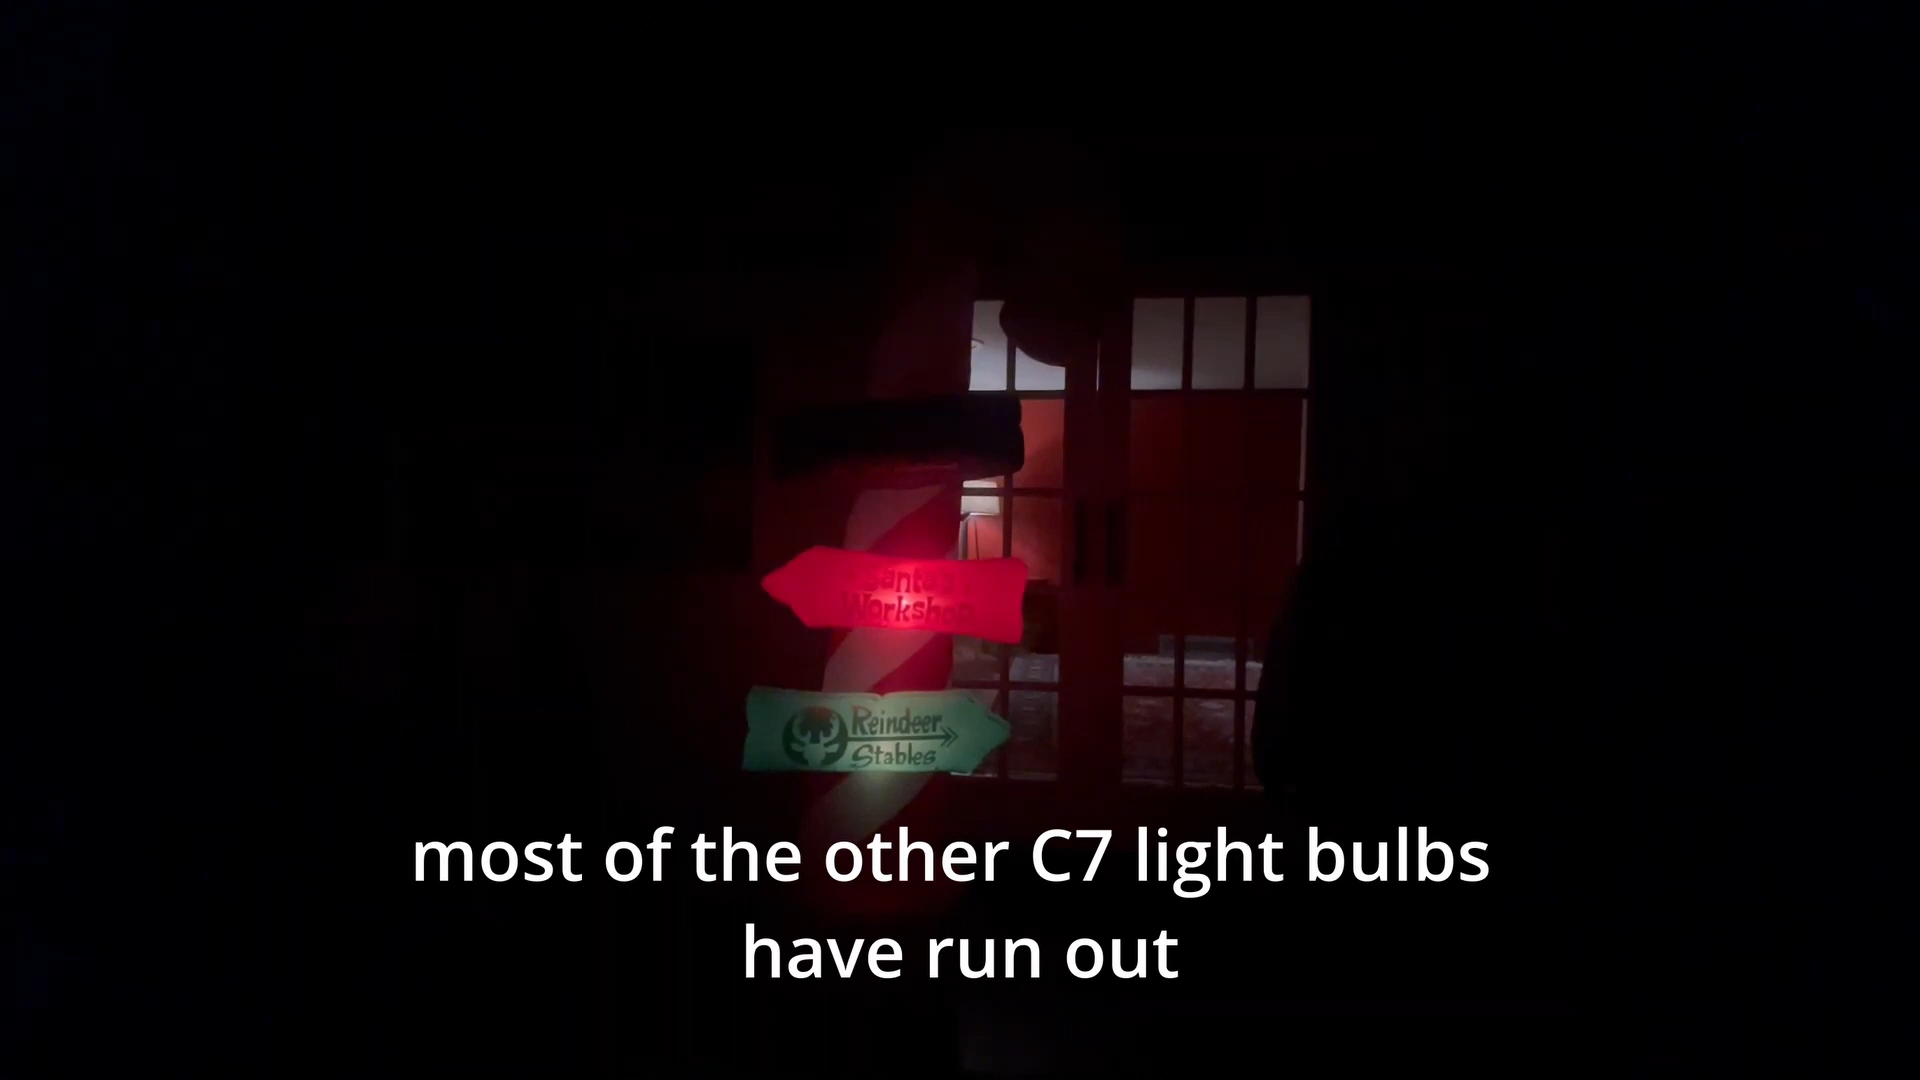 Santa's
Workshop
Reindeer
Stables
most of the other C7 light bulbs
have run out